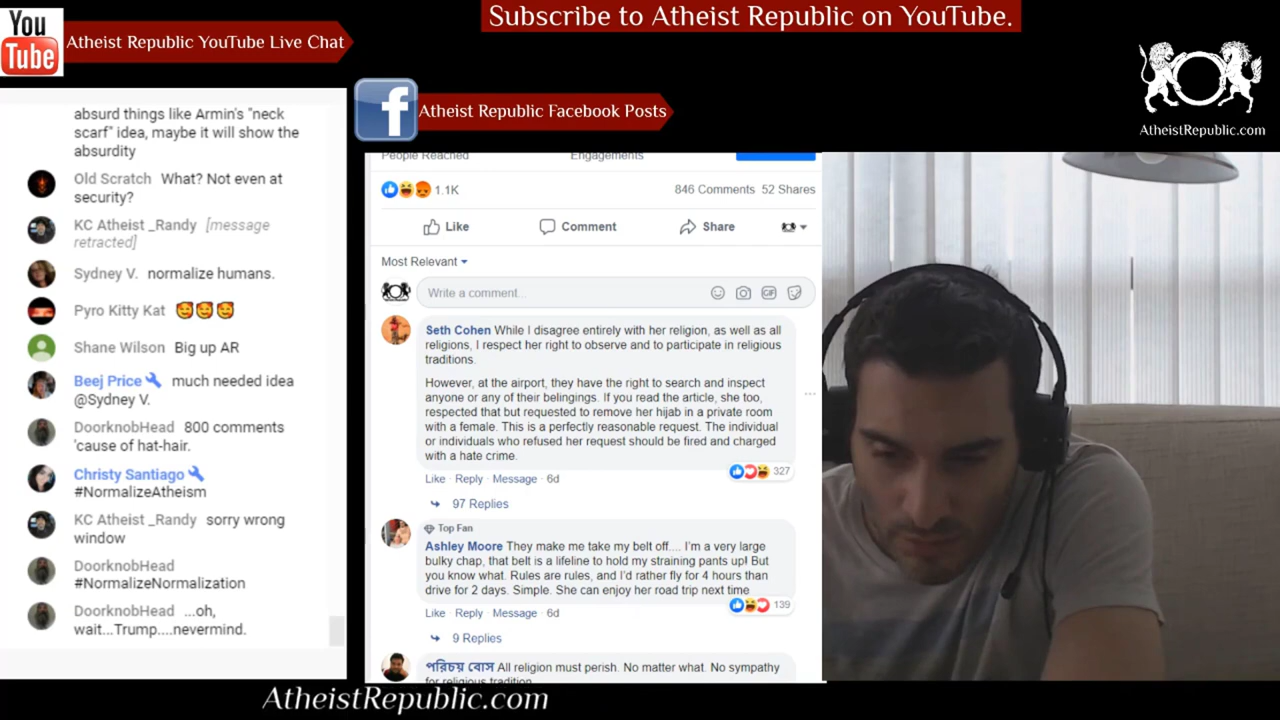 Subscribe to Atheist Republic on YouTube.
You
Tube
Atheist Republic YouTube Live Chat
Atheist Republic Facebook Posts
AtheistRepublic.com
absurd things like Armin's "neck
scarf" idea, maybe it will show the
absurdity
Old Scratch What? Not even at
security?
KC Atheist _Randy [message
retracted]
Sydney V. normalize humans.
Pyro Kitty Kat
Shane Wilson Big up AR
Beej Price much needed idea
@Sydney V.
DoorknobHead 800 comments
'cause of hat-hair.
Christy Santiago
#NormalizeAtheism
KC Atheist _Randy sorry wrong
window
DoorknobHead
#NormalizeNormalization
DoorknobHead ...oh,
wait...Trump....nevermind.
People Reached Engagements
1.1K 846 Comments 52 Shares
Like Comment Share
Most Relevant
Write a comment...
GIF
Seth Cohen While I disagree entirely with her religion, as well as all
religions, I respect her right to observe and to participate in religious
traditions.
However, at the airport, they have the right to search and inspect
anyone or any of their belingings. If you read the article, she too,
respected that but requested to remove her hijab in a private room
with a female. This is a perfectly reasonable request. The individual
or individuals who refused her request should be fired and charged
with a hate crime.
327
Like · Reply · Message · 6d
97 Replies
Top Fan
Ashley Moore They make me take my belt off.... I'm a very large
bulky chap, that belt is a lifeline to hold my straining pants up! But
you know what. Rules are rules, and I'd rather fly for 4 hours than
drive for 2 days. Simple. She can enjoy her road trip next time
139
Like · Reply · Message · 6d
9 Replies
পরিচয় বোস All religion must perish. No matter what. No sympathy
for religious tradition
AtheistRepublic.com